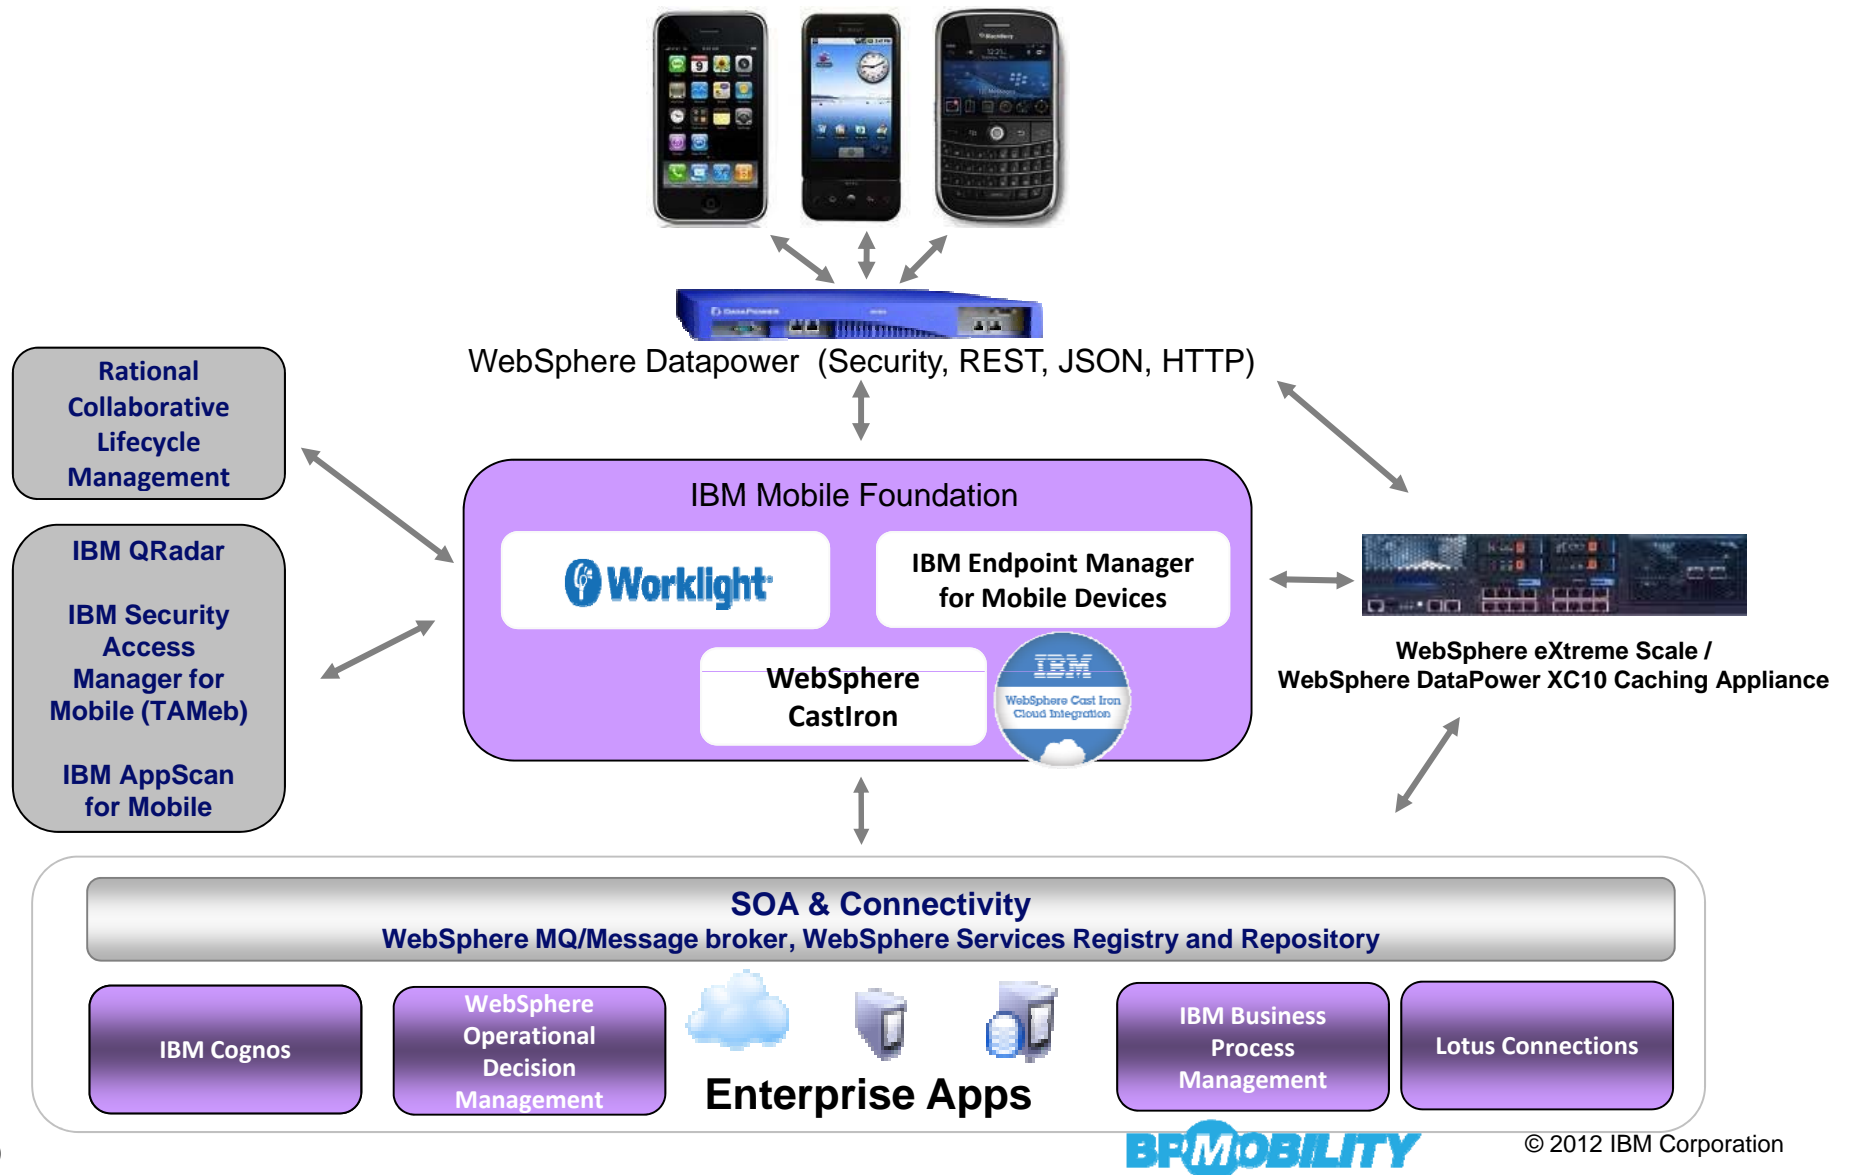 BlackBerry
DATAPOWER
WebSphere Datapower (Security, REST, JSON, HTTP)
Rational
Collaborative
Lifecycle
Management
IBM QRadar
IBM Security
Access
Manager for
Mobile (TAMeb)
IBM AppScan
for Mobile
IBM Mobile Foundation
Worklight
IBM Endpoint Manager
for Mobile Devices
WebSphere
CastIron
IBM
WebSphere Cast Iron
Cloud Integration
WebSphere eXtreme Scale /
WebSphere DataPower XC10 Caching Appliance
SOA & Connectivity
WebSphere MQ/Message broker, WebSphere Services Registry and Repository
IBM Cognos
WebSphere
Operational
Decision
Management
Enterprise Apps
IBM Business
Process
Management
Lotus Connections
BPMOBILITY
© 2012 IBM Corporation